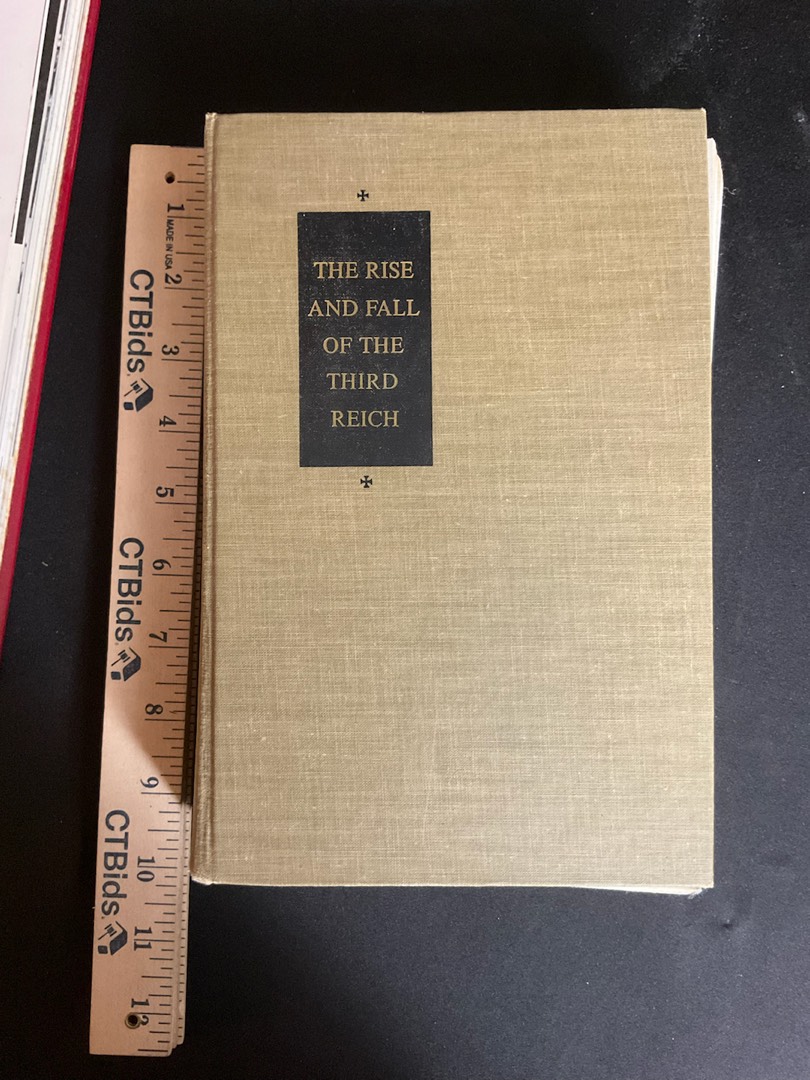 THE RISE
AND FALL
OF THE
THIRD
REICH
1
MADE IN USA
2
CTBids
3
4
5
CTBids
6
7
8
9
CTBids
10
11
12